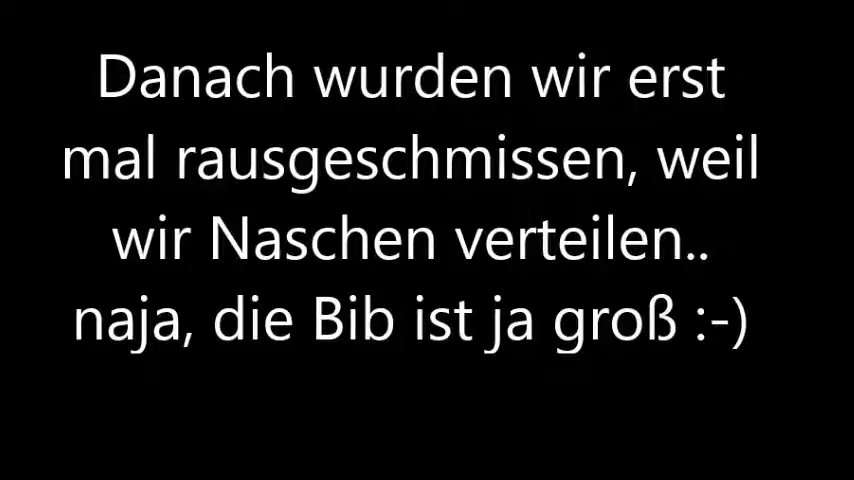 Danach wurden wir erst
mal rausgeschmissen, weil
wir Naschen verteilen..
naja, die Bib ist ja groß :-)